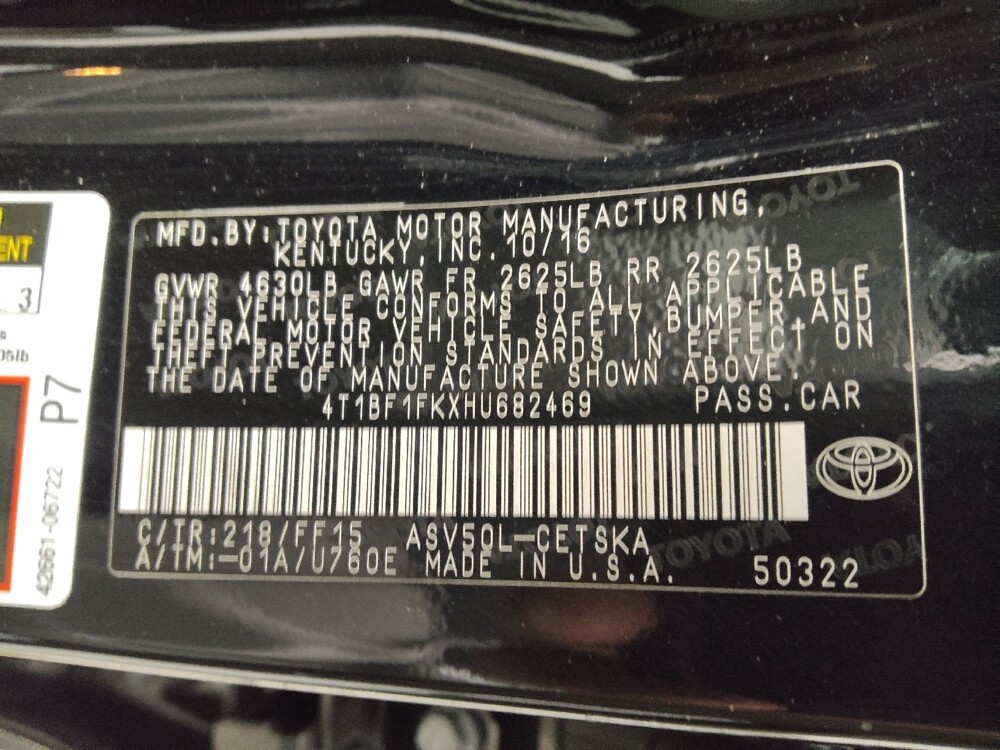 MFD.BY:TOYOTA MOTOR MANUFACTURING,
KENTUCKY,INC.10/16
GVWR 4630LB GAWR FR 2625LB RR 2625LB
THIS VEHICLE CONFORMS TO ALL APPLICABLE
FEDERAL MOTOR VEHICLE SAFETY,BUMPER AND
THEFT PREVENTION STANDARDS IN EFFECT ON
THE DATE OF MANUFACTURE SHOWN ABOVE.
4T1BF1FKXHU682469 PASS.CAR
C/TR:218/FF15 ASV50L-CETSKA
A/TM:-01A/U760E MADE IN U.S.A. 50322
TOYOTA
3
P7
42661-06722